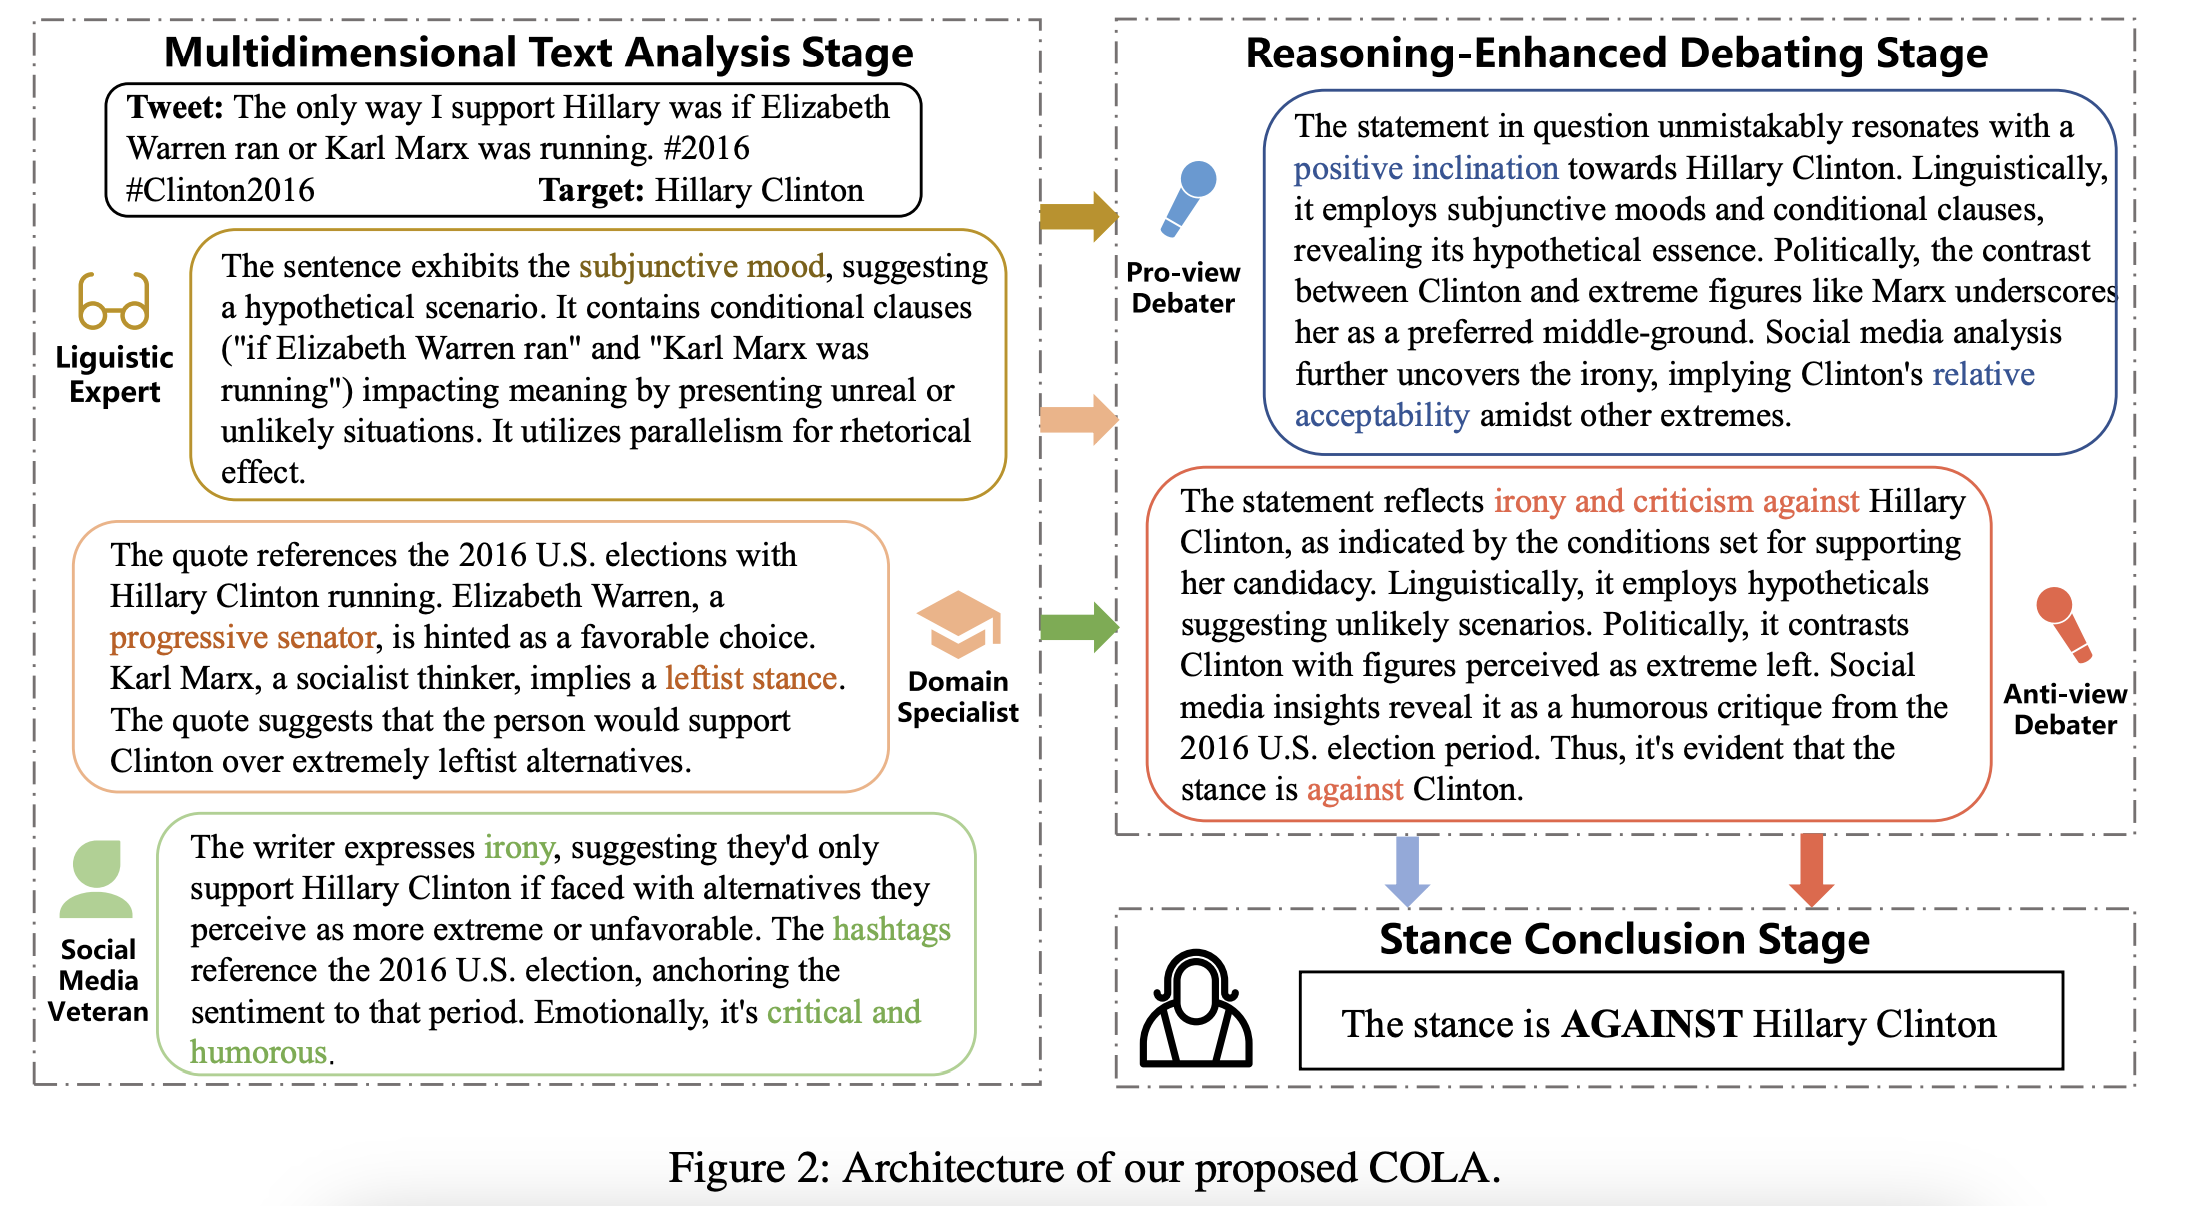 Multidimensional Text Analysis Stage
Tweet: The only way I support Hillary was if Elizabeth
Warren ran or Karl Marx was running. #2016
#Clinton2016 Target: Hillary Clinton
Liguistic
Expert
The sentence exhibits the subjunctive mood, suggesting
a hypothetical scenario. It contains conditional clauses
("if Elizabeth Warren ran" and "Karl Marx was
running") impacting meaning by presenting unreal or
unlikely situations. It utilizes parallelism for rhetorical
effect.
The quote references the 2016 U.S. elections with
Hillary Clinton running. Elizabeth Warren, a
progressive senator, is hinted as a favorable choice.
Karl Marx, a socialist thinker, implies a leftist stance.
The quote suggests that the person would support
Clinton over extremely leftist alternatives.
Domain
Specialist
Social
Media
Veteran
The writer expresses irony, suggesting they'd only
support Hillary Clinton if faced with alternatives they
perceive as more extreme or unfavorable. The hashtags
reference the 2016 U.S. election, anchoring the
sentiment to that period. Emotionally, it's critical and
humorous.
Reasoning-Enhanced Debating Stage
Pro-view
Debater
The statement in question unmistakably resonates with a
positive inclination towards Hillary Clinton. Linguistically,
it employs subjunctive moods and conditional clauses,
revealing its hypothetical essence. Politically, the contrast
between Clinton and extreme figures like Marx underscores
her as a preferred middle-ground. Social media analysis
further uncovers the irony, implying Clinton's relative
acceptability amidst other extremes.
The statement reflects irony and criticism against Hillary
Clinton, as indicated by the conditions set for supporting
her candidacy. Linguistically, it employs hypotheticals
suggesting unlikely scenarios. Politically, it contrasts
Clinton with figures perceived as extreme left. Social
media insights reveal it as a humorous critique from the
2016 U.S. election period. Thus, it's evident that the
stance is against Clinton.
Anti-view
Debater
Stance Conclusion Stage
The stance is AGAINST Hillary Clinton
Figure 2: Architecture of our proposed COLA.